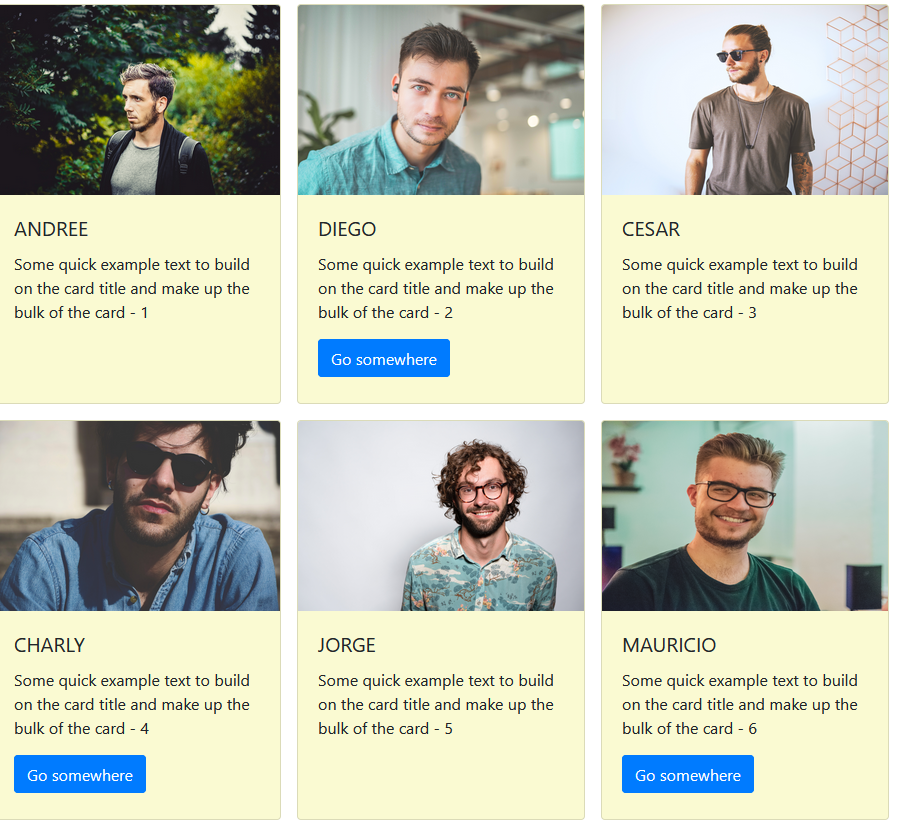 ANDREE
Some quick example text to build
on the card title and make up the
bulk of the card - 1
DIEGO
Some quick example text to build
on the card title and make up the
bulk of the card - 2
Go somewhere
CESAR
Some quick example text to build
on the card title and make up the
bulk of the card - 3
CHARLY
Some quick example text to build
on the card title and make up the
bulk of the card - 4
Go somewhere
JORGE
Some quick example text to build
on the card title and make up the
bulk of the card - 5
MAURICIO
Some quick example text to build
on the card title and make up the
bulk of the card - 6
Go somewhere